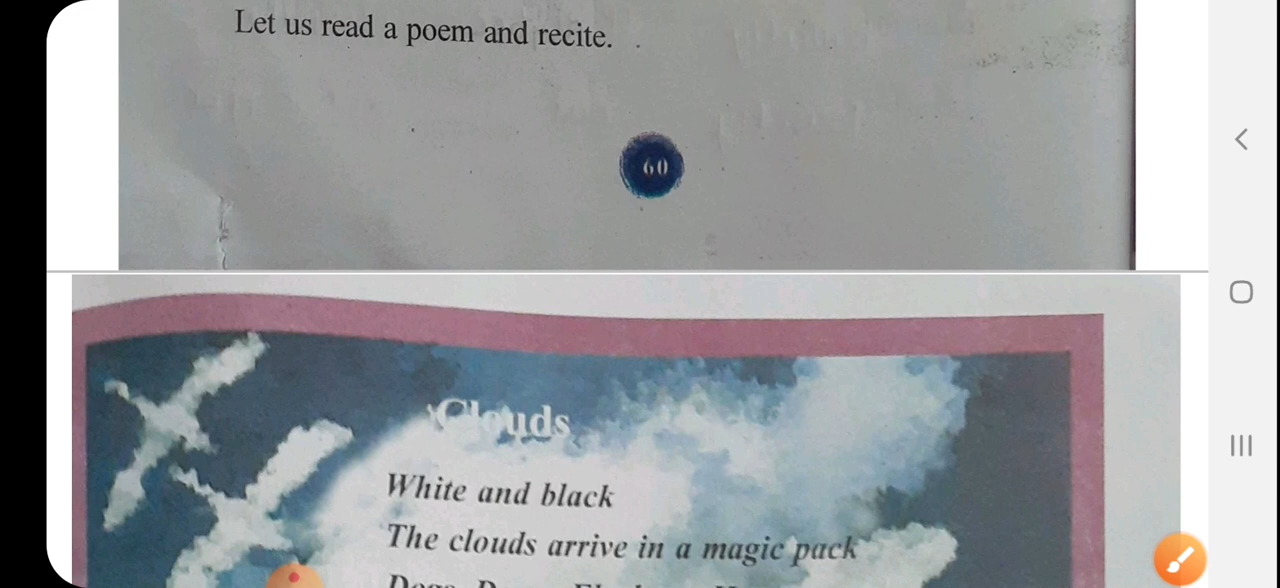 Let us read a poem and recite.
60
Clouds
White and black
The clouds arrive in a magic pack